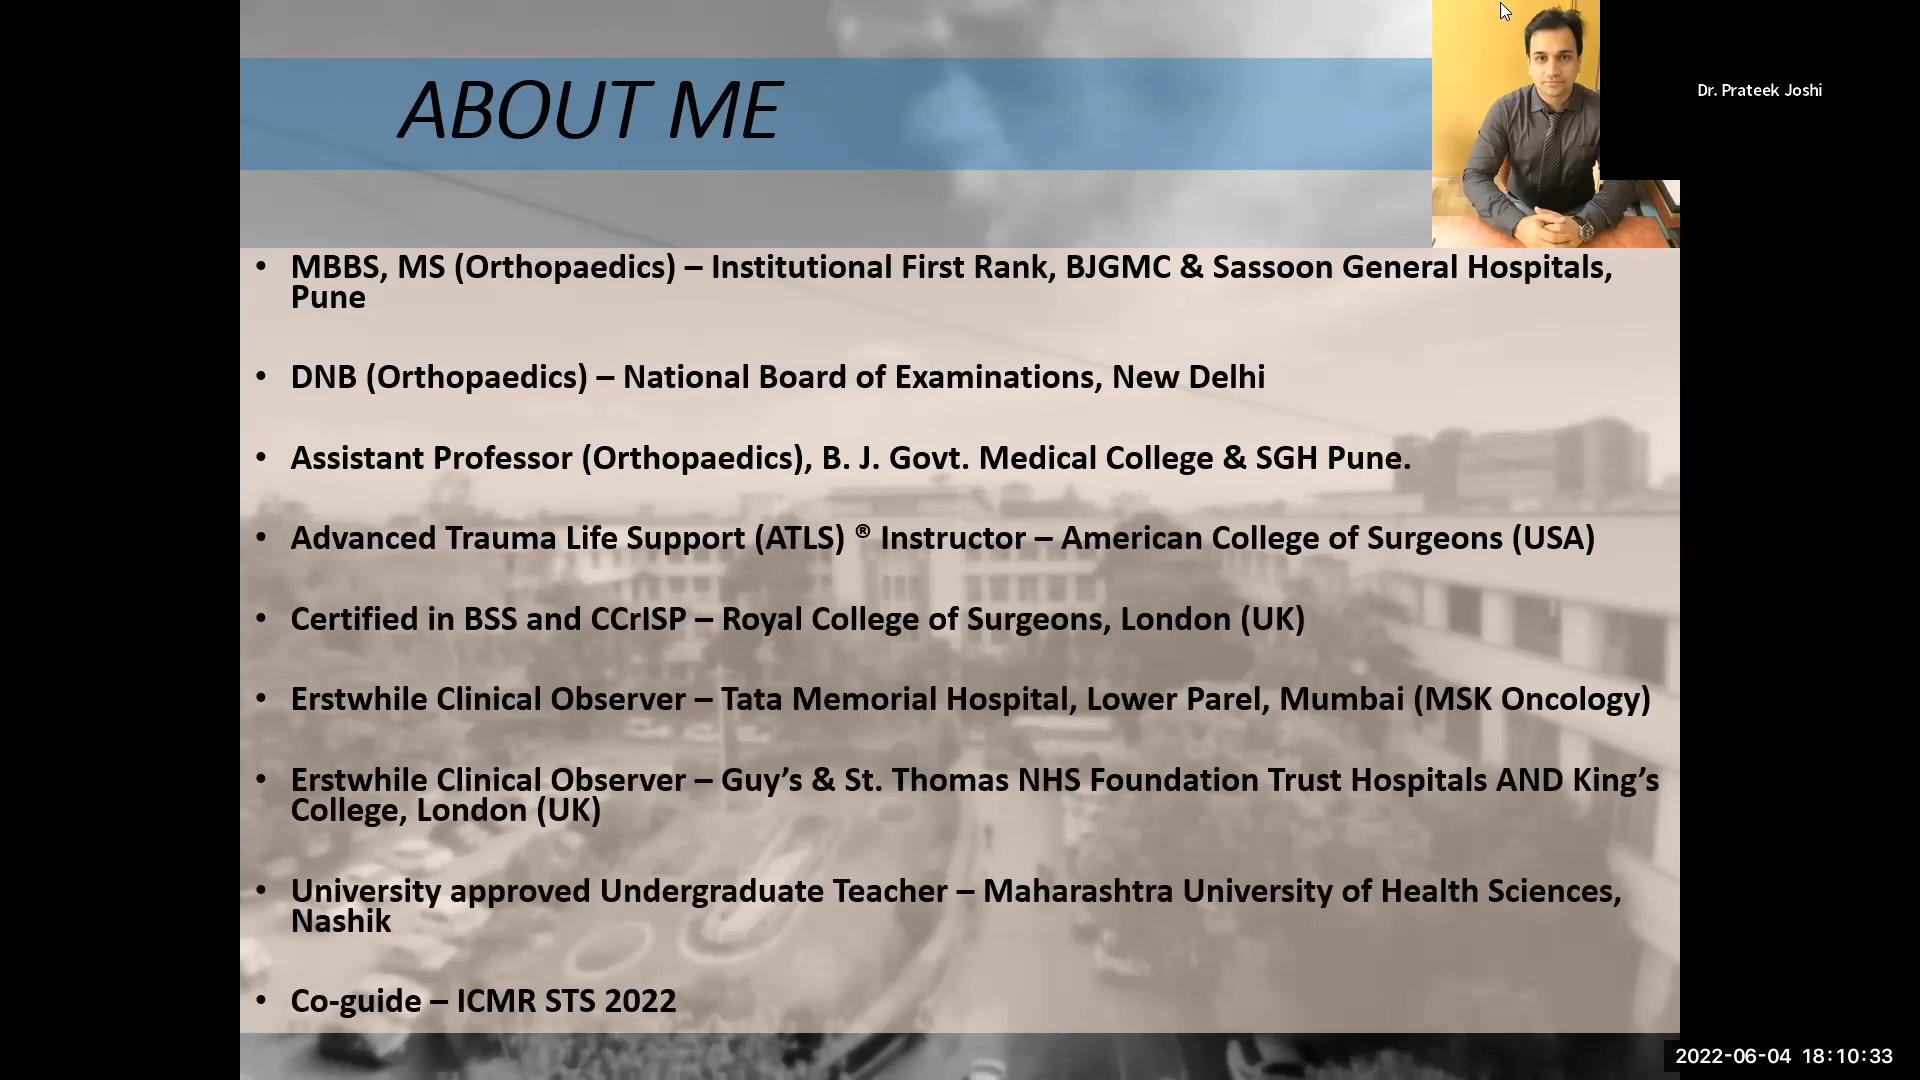 ABOUT ME
Dr. Prateek Joshi
• MBBS, MS (Orthopaedics) – Institutional First Rank, BJGMC & Sassoon General Hospitals,
Pune
• DNB (Orthopaedics) – National Board of Examinations, New Delhi
• Assistant Professor (Orthopaedics), B. J. Govt. Medical College & SGH Pune.
• Advanced Trauma Life Support (ATLS) ® Instructor – American College of Surgeons (USA)
• Certified in BSS and CCrISP – Royal College of Surgeons, London (UK)
• Erstwhile Clinical Observer – Tata Memorial Hospital, Lower Parel, Mumbai (MSK Oncology)
• Erstwhile Clinical Observer – Guy’s & St. Thomas NHS Foundation Trust Hospitals AND King’s
College, London (UK)
• University approved Undergraduate Teacher – Maharashtra University of Health Sciences,
Nashik
• Co-guide – ICMR STS 2022
2022-06-04 18:10:33